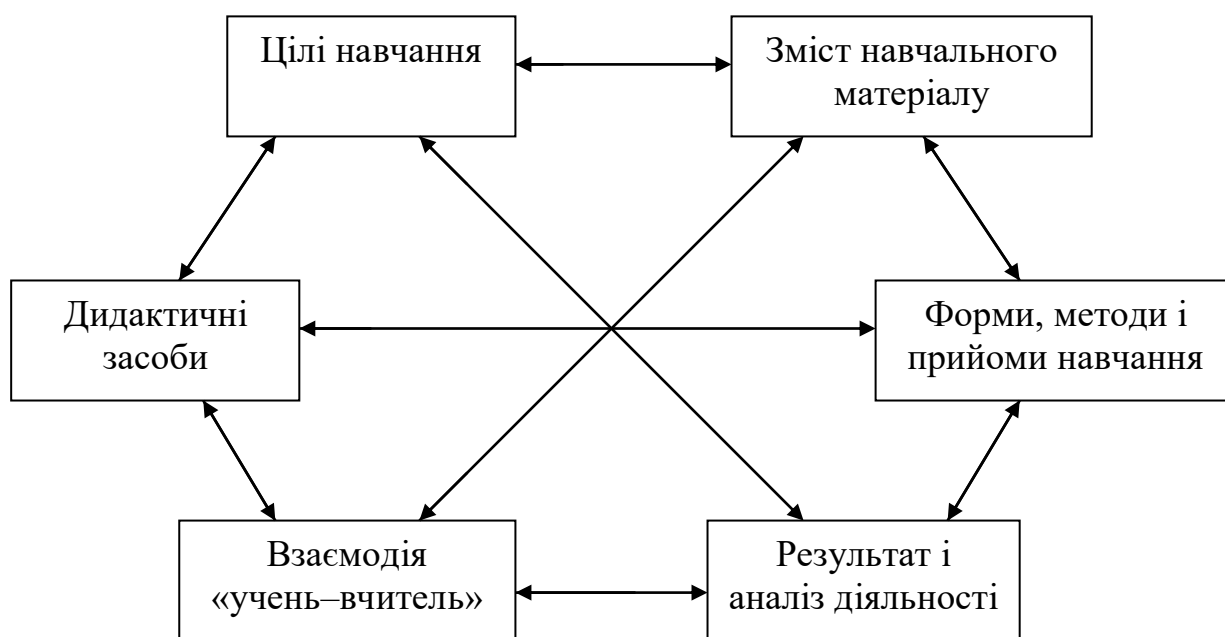 Цілі навчання
Зміст навчального
матеріалу
Дидактичні
засоби
Форми, методи і
прийоми навчання
Взаємодія
«учень–вчитель»
Результат і
аналіз діяльності